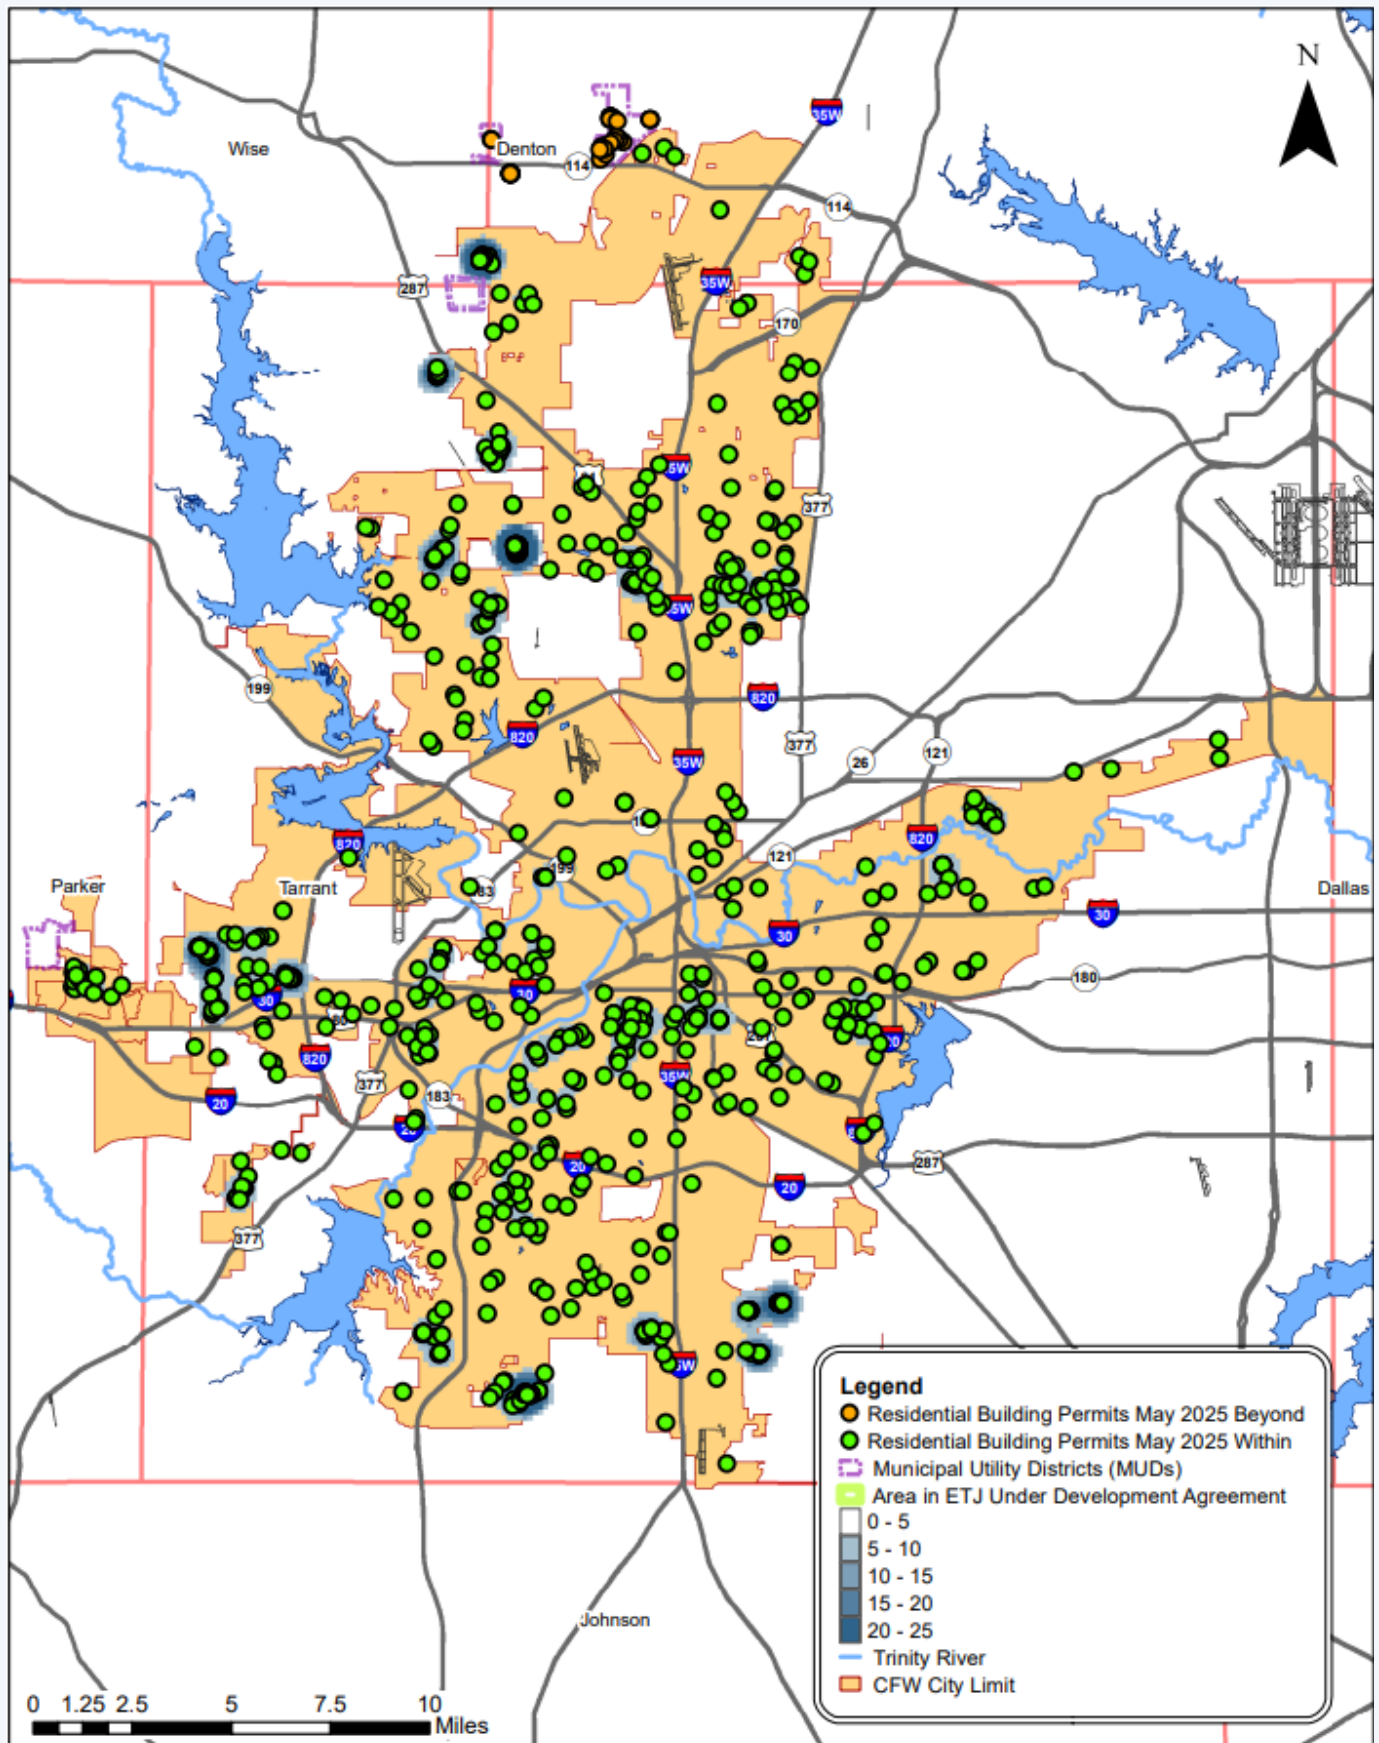 N
35W
Wise
Denton
114
114
287
35W
170
35W
377
35W
199
820
820
377
35W
26
121
820
820
121
199
183
Parker
Tarrant
Dallas
30
30
180
30
30
820
377
35W
20
183
20
287
20
20
377
35W
Legend
Residential Building Permits May 2025 Beyond
Residential Building Permits May 2025 Within
Municipal Utility Districts (MUDs)
Area in ETJ Under Development Agreement
0 - 5
5 - 10
10 - 15
15 - 20
20 - 25
Trinity River
CFW City Limit
Johnson
0 1.25 2.5 5 7.5 10
Miles